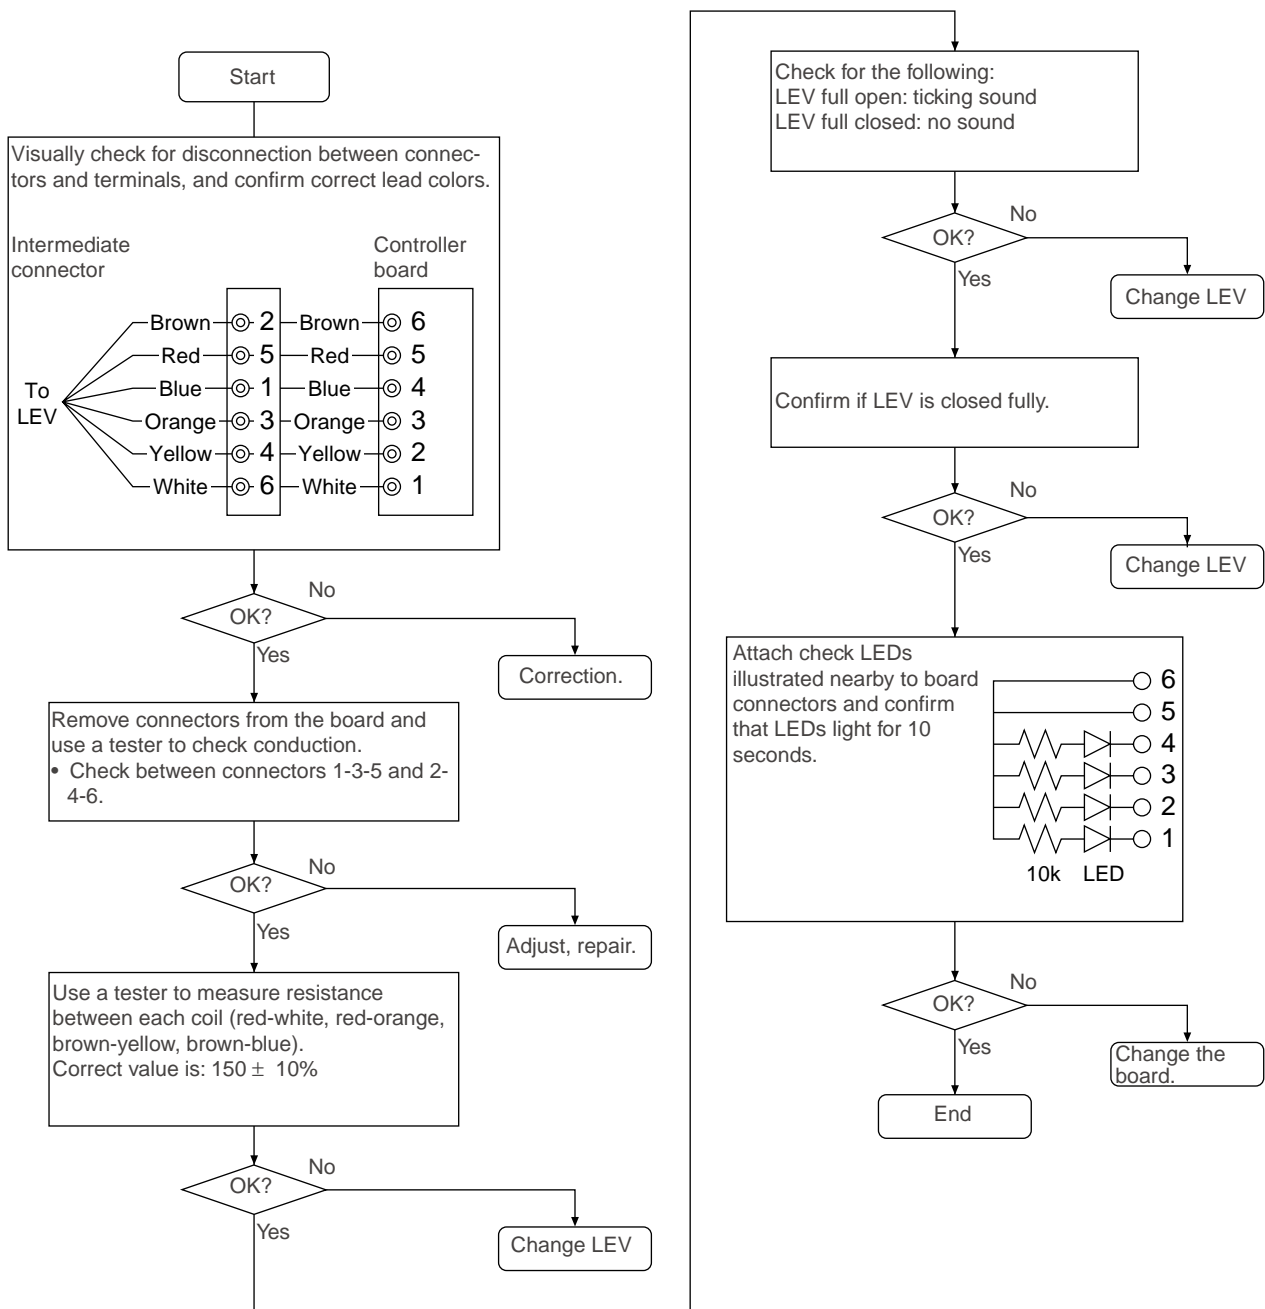 Start
Visually check for disconnection between connec-
tors and terminals, and confirm correct lead colors.
Intermediate
connector
Controller
board
To
LEV
Brown 2 Brown 6
Red 5 Red 5
Blue 1 Blue 4
Orange 3 Orange 3
Yellow 4 Yellow 2
White 6 White 1
OK?
No
Yes
Correction.
Remove connectors from the board and
use a tester to check conduction.
• Check between connectors 1-3-5 and 2-
4-6.
OK?
No
Yes
Adjust, repair.
Use a tester to measure resistance
between each coil (red-white, red-orange,
brown-yellow, brown-blue).
Correct value is: 150 ± 10%
OK?
No
Yes
Change LEV
Check for the following:
LEV full open: ticking sound
LEV full closed: no sound
OK?
No
Yes
Change LEV
Confirm if LEV is closed fully.
OK?
No
Yes
Change LEV
Attach check LEDs
illustrated nearby to board
connectors and confirm
that LEDs light for 10
seconds.
6
5
4
3
2
1
10k LED
OK?
No
Yes
Change the
board.
End